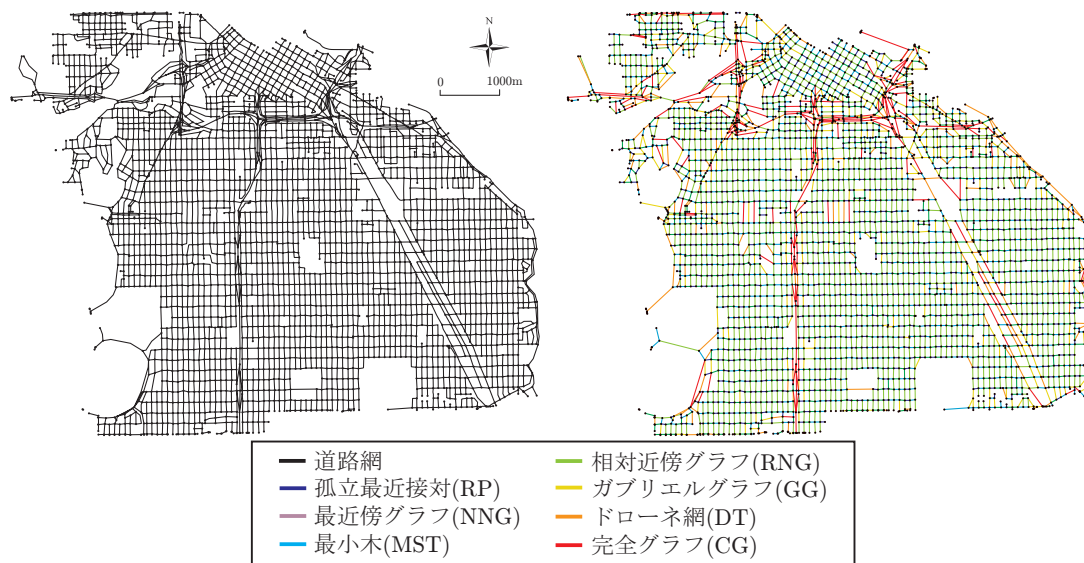 N
0 1000m
道路網
孤立最近接対(RP)
最近傍グラフ(NNG)
最小木(MST)
相対近傍グラフ(RNG)
ガブリエルグラフ(GG)
ドローネ網(DT)
完全グラフ(CG)